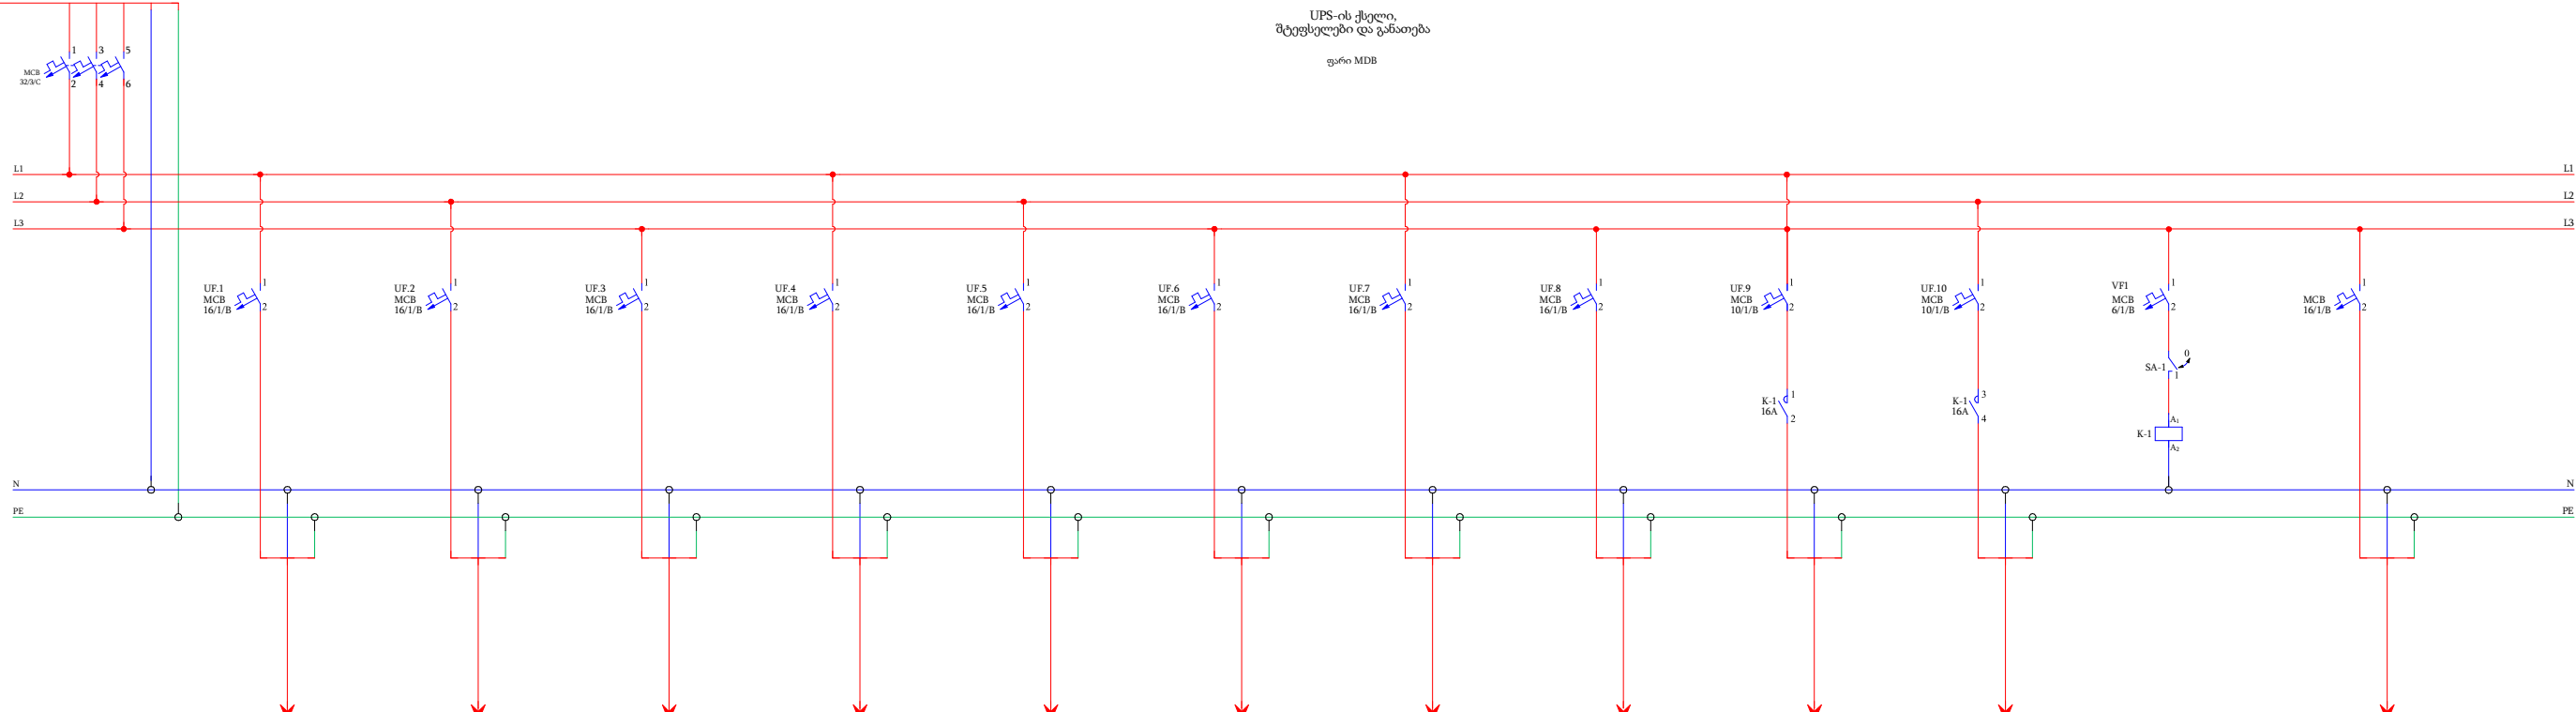 UPS-ის ქსელი,
შტეფსელები და განათება
ფარი MDB
1 3 5
MCB
32/3/C
2 4 6
L1 L1
L2 L2
L3 L3
UF.1
MCB
16/1/B
1
2
UF.2
MCB
16/1/B
1
2
UF.3
MCB
16/1/B
1
2
UF.4
MCB
16/1/B
1
2
UF.5
MCB
16/1/B
1
2
UF.6
MCB
16/1/B
1
2
UF.7
MCB
16/1/B
1
2
UF.8
MCB
16/1/B
1
2
UF.9
MCB
10/1/B
1
2
UF.10
MCB
10/1/B
1
2
VF1
MCB
6/1/B
1
2
MCB
16/1/B
1
2
0
SA-1
1
K-1
16A
1
2
K-1
16A
3
4
A₁
K-1
A₂
N N
PE PE